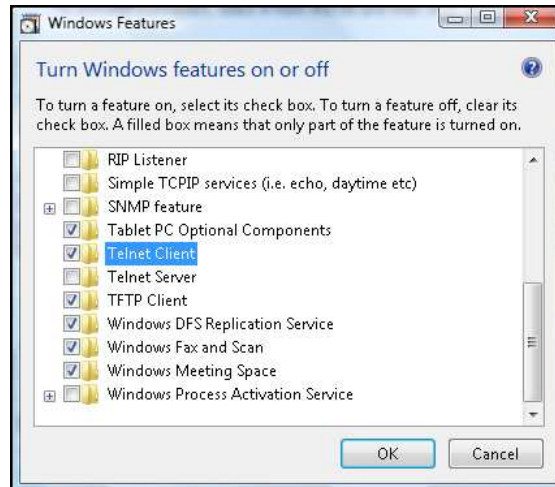 Windows Features
Turn Windows features on or off
To turn a feature on, select its check box. To turn a feature off, clear its
check box. A filled box means that only part of the feature is turned on.
RIP Listener
Simple TCPIP services (i.e. echo, daytime etc)
SNMP feature
Tablet PC Optional Components
Telnet Client
Telnet Server
TFTP Client
Windows DFS Replication Service
Windows Fax and Scan
Windows Meeting Space
Windows Process Activation Service
OK
Cancel